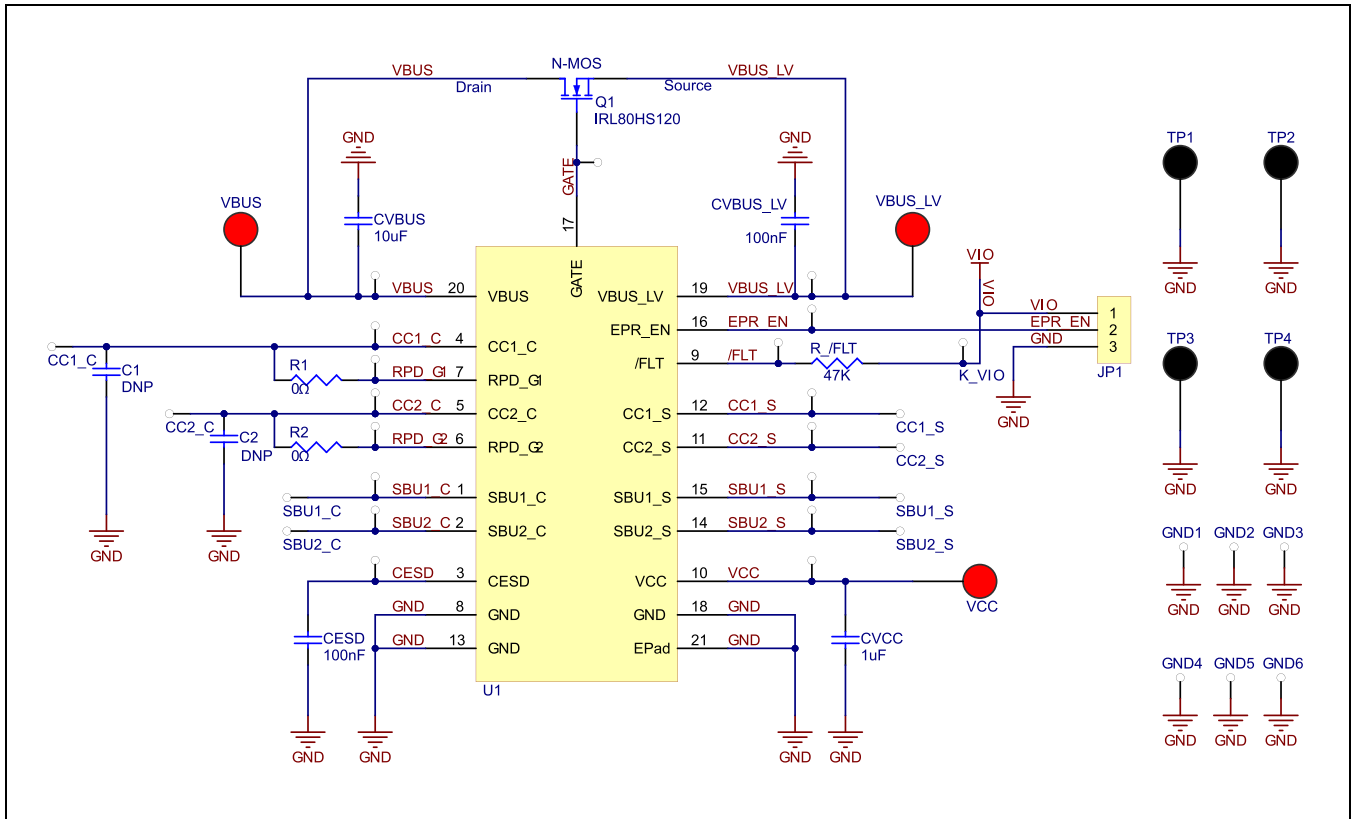 N-MOS
VBUS
VBUS_LV
Drain
Source
Q1
IRL80HS120
GND
GND
TP1
TP2
GATE
VBUS
CVBUS
10uF
17
CVBUS_LV
100nF
VBUS_LV
GATE
VIO
VIO
GND
GND
VBUS 20 VBUS
VBUS_LV 19 VBUS_LV
VIO 1
EPR_EN 16 EPR_EN
EPR_EN 2
GND 3
JP1
CC1_C 4 CC1_C
CC1_C
C1
DNP
R1
0Ω
RPD_G1 7 RPD_G1
/FLT 9 /FLT
R_/FLT
47K
K_VIO
TP3
TP4
GND
CC2_C 5 CC2_C
CC2_C
C2
DNP
R2
0Ω
RPD_G2 6 RPD_G2
CC1_S 12 CC1_S
CC1_S
CC2_S 11 CC2_S
CC2_S
GND
GND
SBU1_C 1 SBU1_C
SBU1_C
SBU2_C 2 SBU2_C
SBU2_C
SBU1_S 15 SBU1_S
SBU1_S
SBU2_S 14 SBU2_S
SBU2_S
GND
GND
GND1
GND2
GND3
GND
GND
GND
CESD 3 CESD
VCC 10 VCC
VCC
GND 8 GND
GND 18 GND
GND 13 GND
EPad 21 GND
CESD
100nF
CVCC
1uF
U1
GND4
GND5
GND6
GND
GND
GND
GND
GND
GND
GND